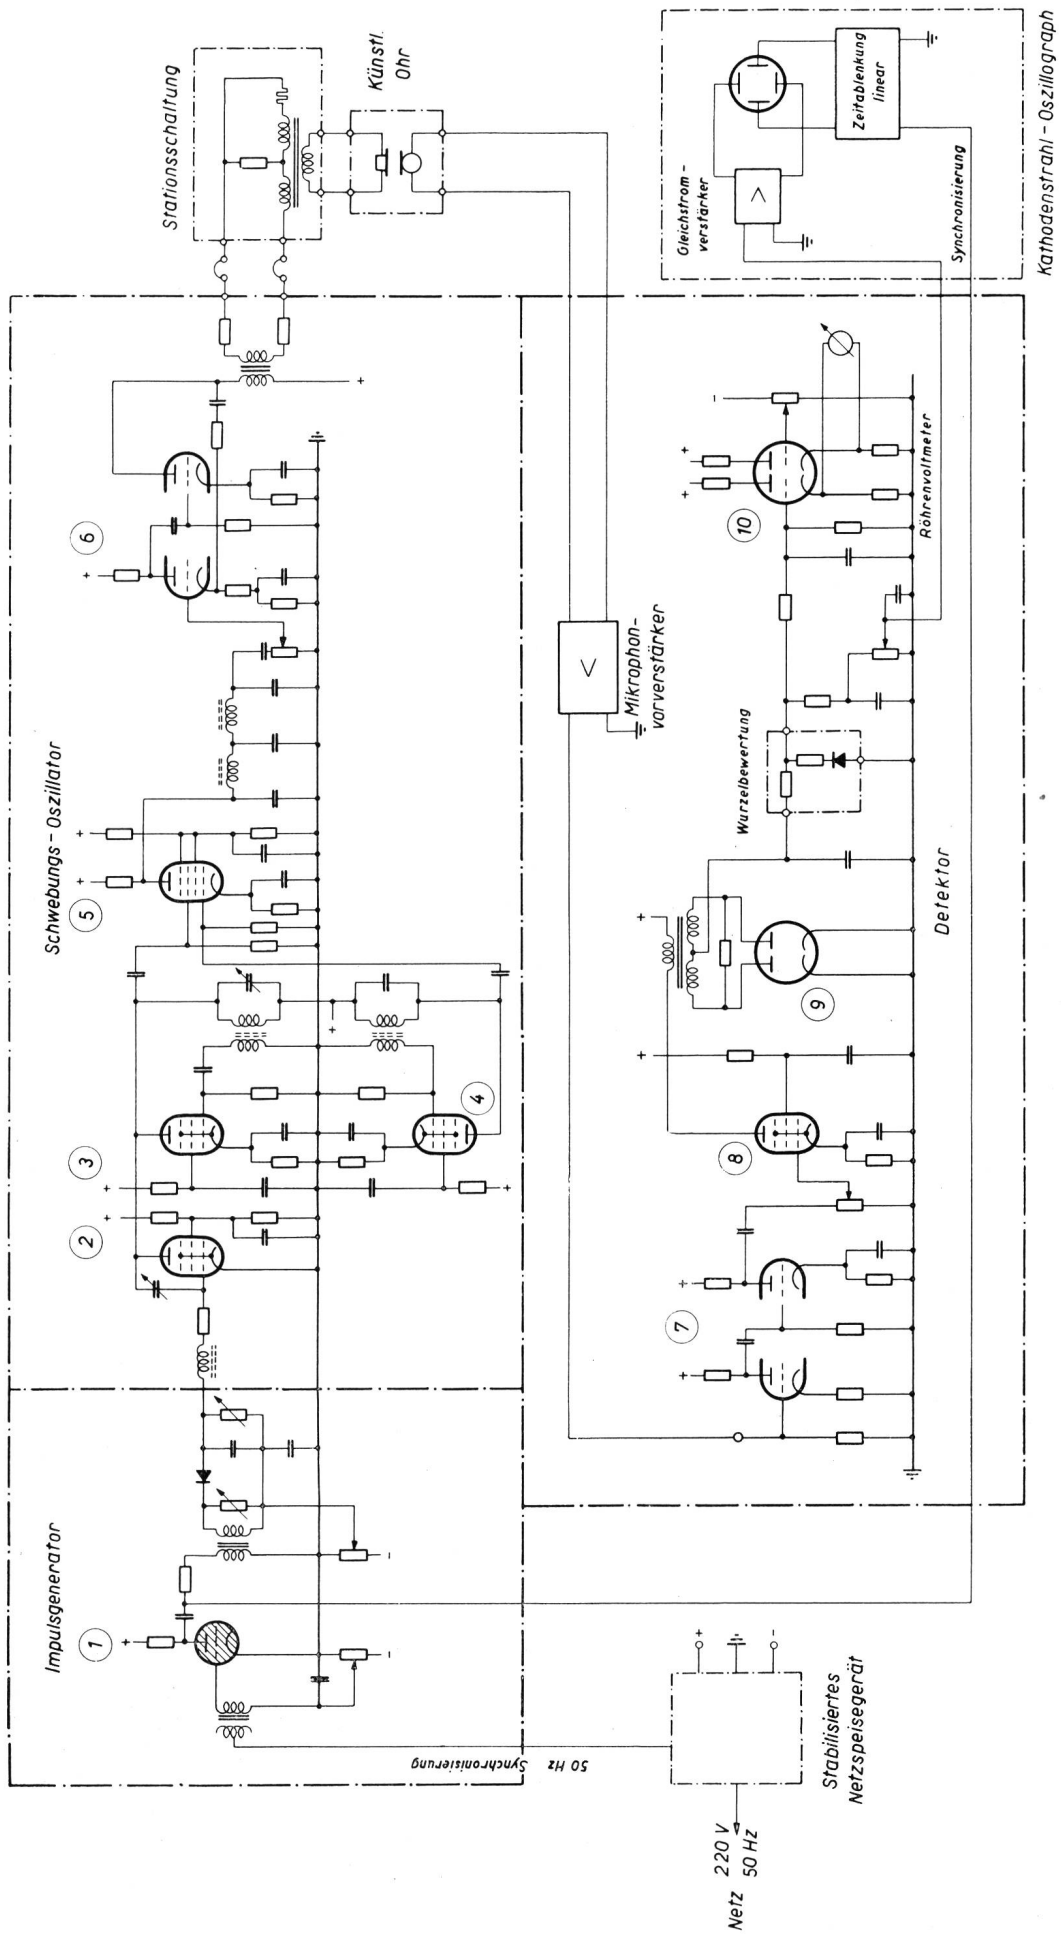 Impulsgenerator
1
+
-
-
50 Hz Synchronisierung
Schwebungs-Oszillator
2
+
3
+
4
+
+
5
+
+
6
+
+
Stationsschaltung
Künstl.
Ohr
Mikrophon-
vorverstärker
<
Gleichstrom-
verstärker
>
Zeitablenkung
linear
Synchronisierung
Kathodenstrahl-Oszillograph
Detektor
7
+
+
8
+
9
+
Wurzelbewertung
10
+
+
-
Röhrenvoltmeter
Stabilisiertes
Netzspeisegerät
+
-
Netz 220 V
50 Hz